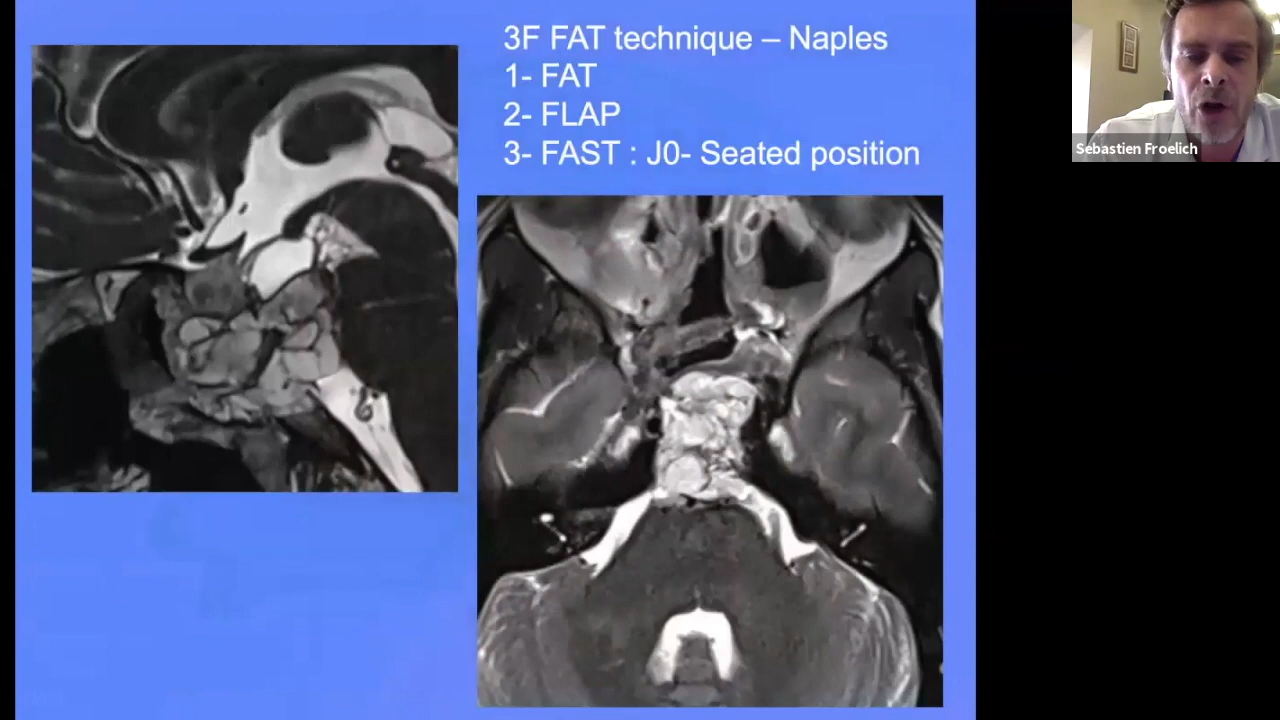 3F FAT technique – Naples
1- FAT
2- FLAP
3- FAST : J0- Seated position
Sebastien Froelich